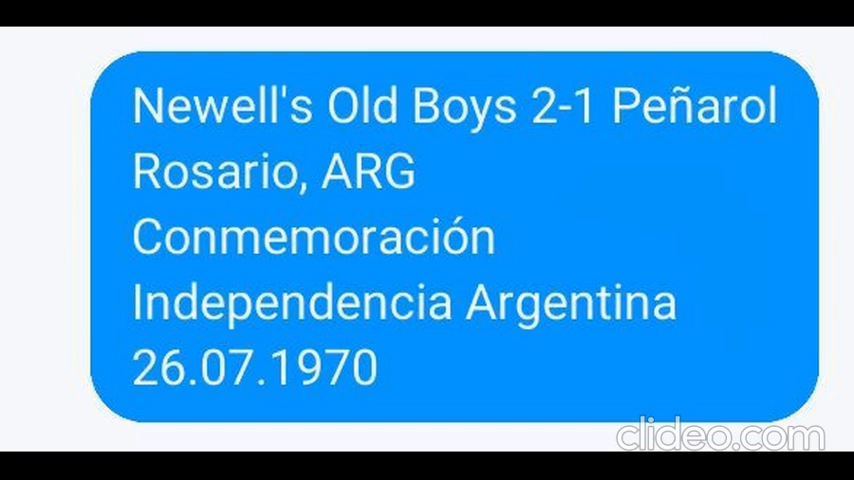 Newell's Old Boys 2-1 Peñarol
Rosario, ARG
Conmemoración
Independencia Argentina
26.07.1970
clideo.com